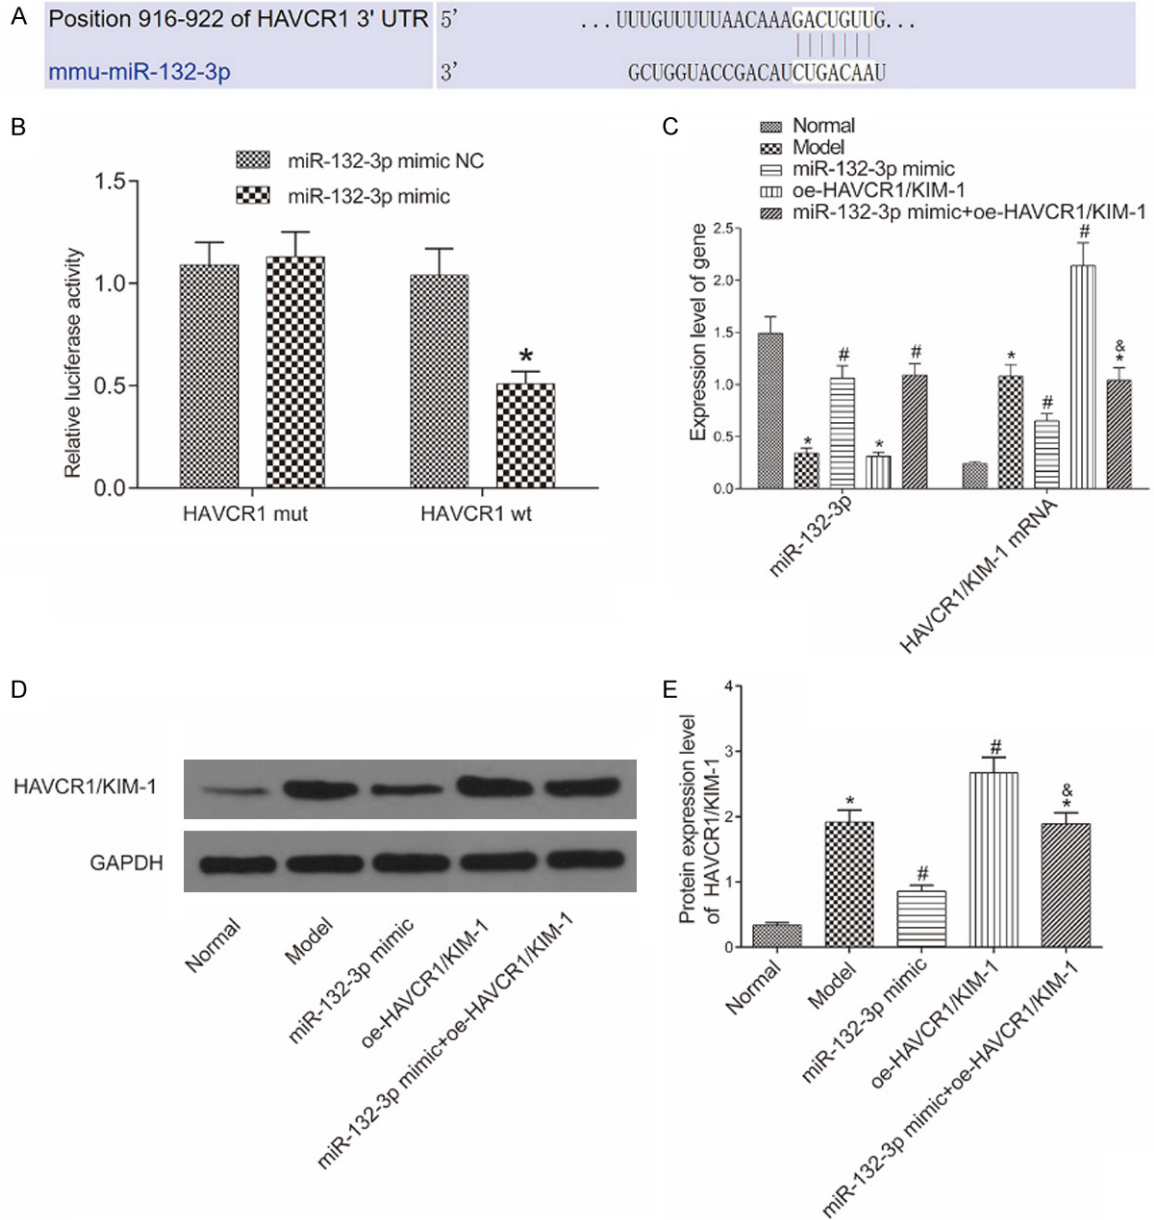 A
Position 916-922 of HAVCR1 3' UTR 5' ...UUUGUUUUUAACAAAGACUGUUG...
mmu-miR-132-3p 3' GCUGGUACCGACAUCUGACAAU
B
miR-132-3p mimic NC
miR-132-3p mimic
Relative luciferase activity
1.5
1.0
0.5
0.0
*
HAVCR1 mut
HAVCR1 wt
C
Normal
Model
miR-132-3p mimic
oe-HAVCR1/KIM-1
miR-132-3p mimic+oe-HAVCR1/KIM-1
Expression level of gene
2.5
2.0
1.5
1.0
0.5
0.0
* # * # * # # & *
miR-132-3p
HAVCR1/KIM-1 mRNA
D
HAVCR1/KIM-1
GAPDH
Normal
Model
miR-132-3p mimic
oe-HAVCR1/KIM-1
miR-132-3p mimic+oe-HAVCR1/KIM-1
E
Protein expression level
of HAVCR1/KIM-1
4
3
2
1
0
* # # & *
Normal
Model
miR-132-3p mimic
oe-HAVCR1/KIM-1
miR-132-3p mimic+oe-HAVCR1/KIM-1